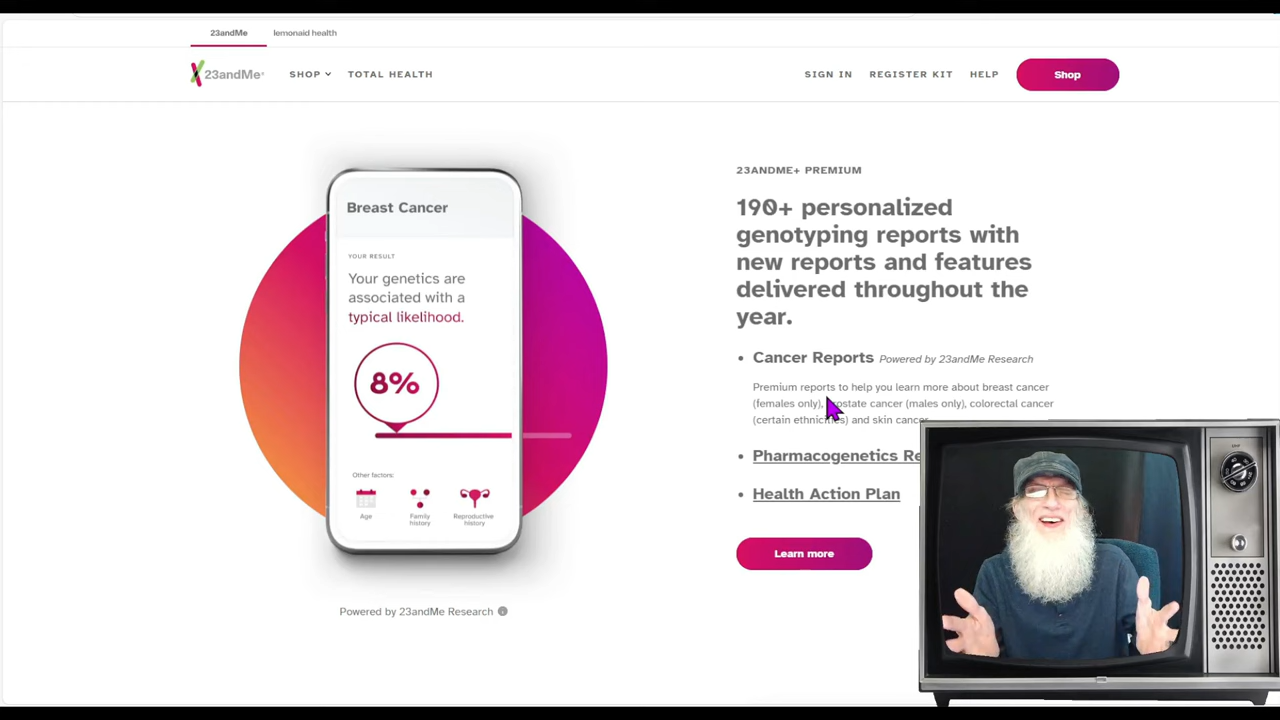 23andMe
lemonaid health
23andMe
SHOP
TOTAL HEALTH
SIGN IN
REGISTER KIT
HELP
Shop
Breast Cancer
YOUR RESULT
Your genetics are
associated with a
typical likelihood.
8%
Other factors:
Age
Family
history
Reproductive
history
Powered by 23andMe Research
23ANDME+ PREMIUM
190+ personalized
genotyping reports with
new reports and features
delivered throughout the
year.
Cancer Reports Powered by 23andMe Research
Premium reports to help you learn more about breast cancer
(females only), prostate cancer (males only), colorectal cancer
(certain ethnicities) and skin cancer.
Pharmacogenetics Re
Health Action Plan
Learn more